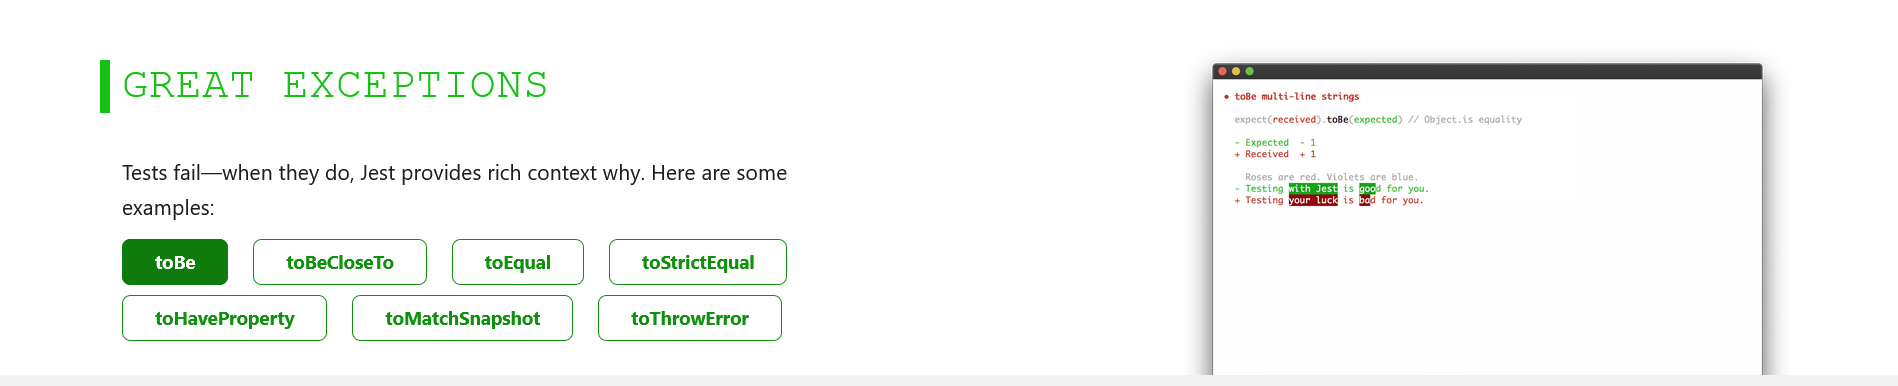 GREAT EXCEPTIONS
Tests fail—when they do, Jest provides rich context why. Here are some
examples:
toBe toBeCloseTo toEqual toStrictEqual
toHaveProperty toMatchSnapshot toThrowError
● toBe multi-line strings
expect(received).toBe(expected) // Object.is equality
- Expected - 1
+ Received + 1
Roses are red. Violets are blue.
- Testing with Jest is good for you.
+ Testing your luck is bad for you.